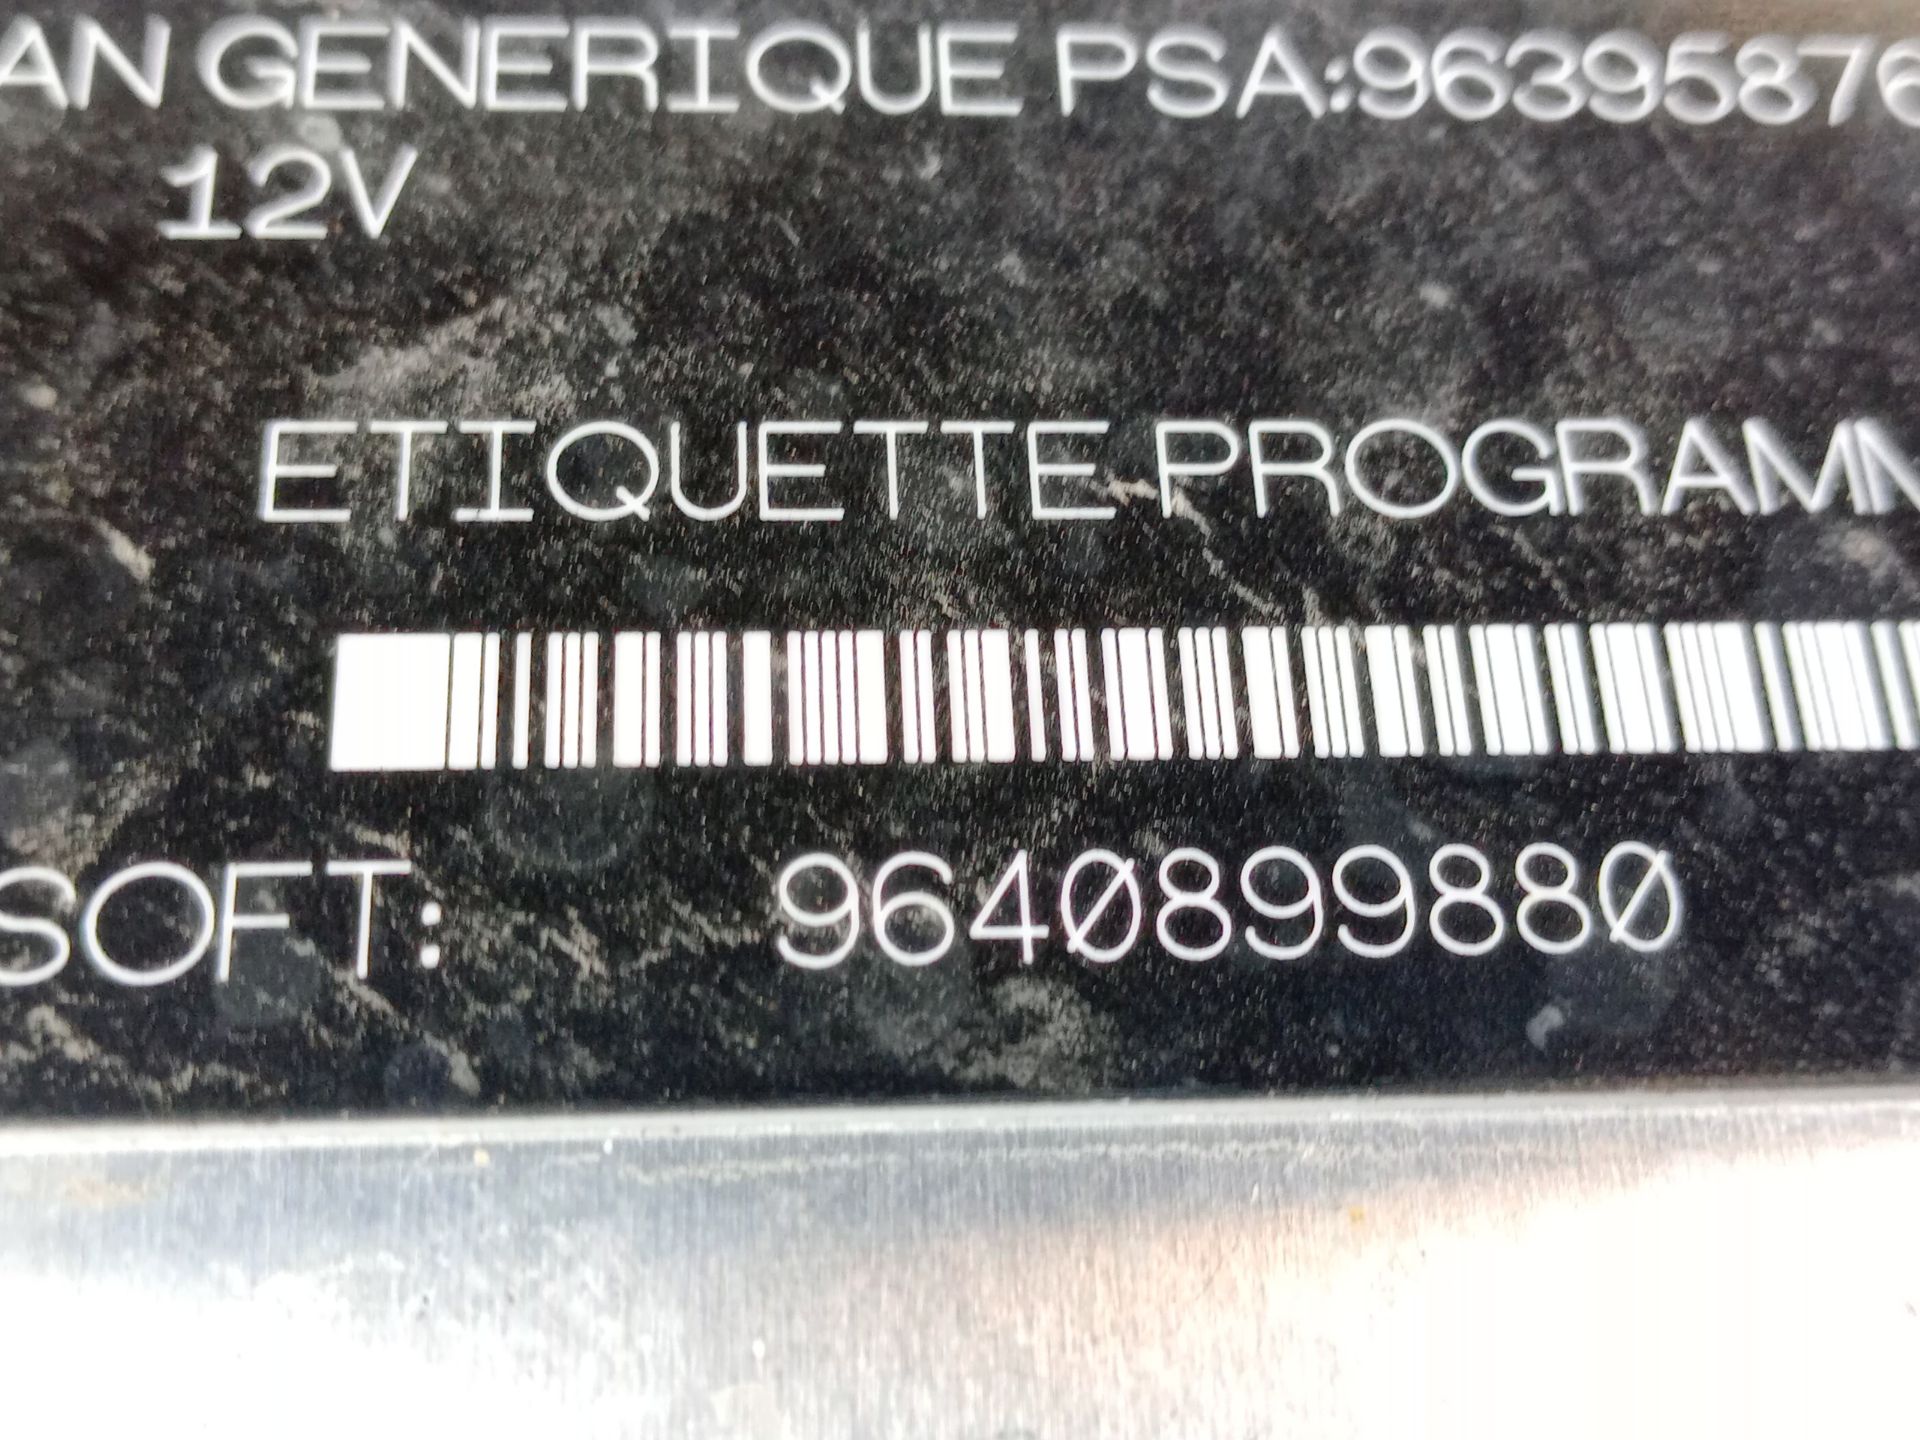 AN GENERIQUE PSA:96395876
12V
ETIQUETTE PROGRAMM
SOFT: 9640899880